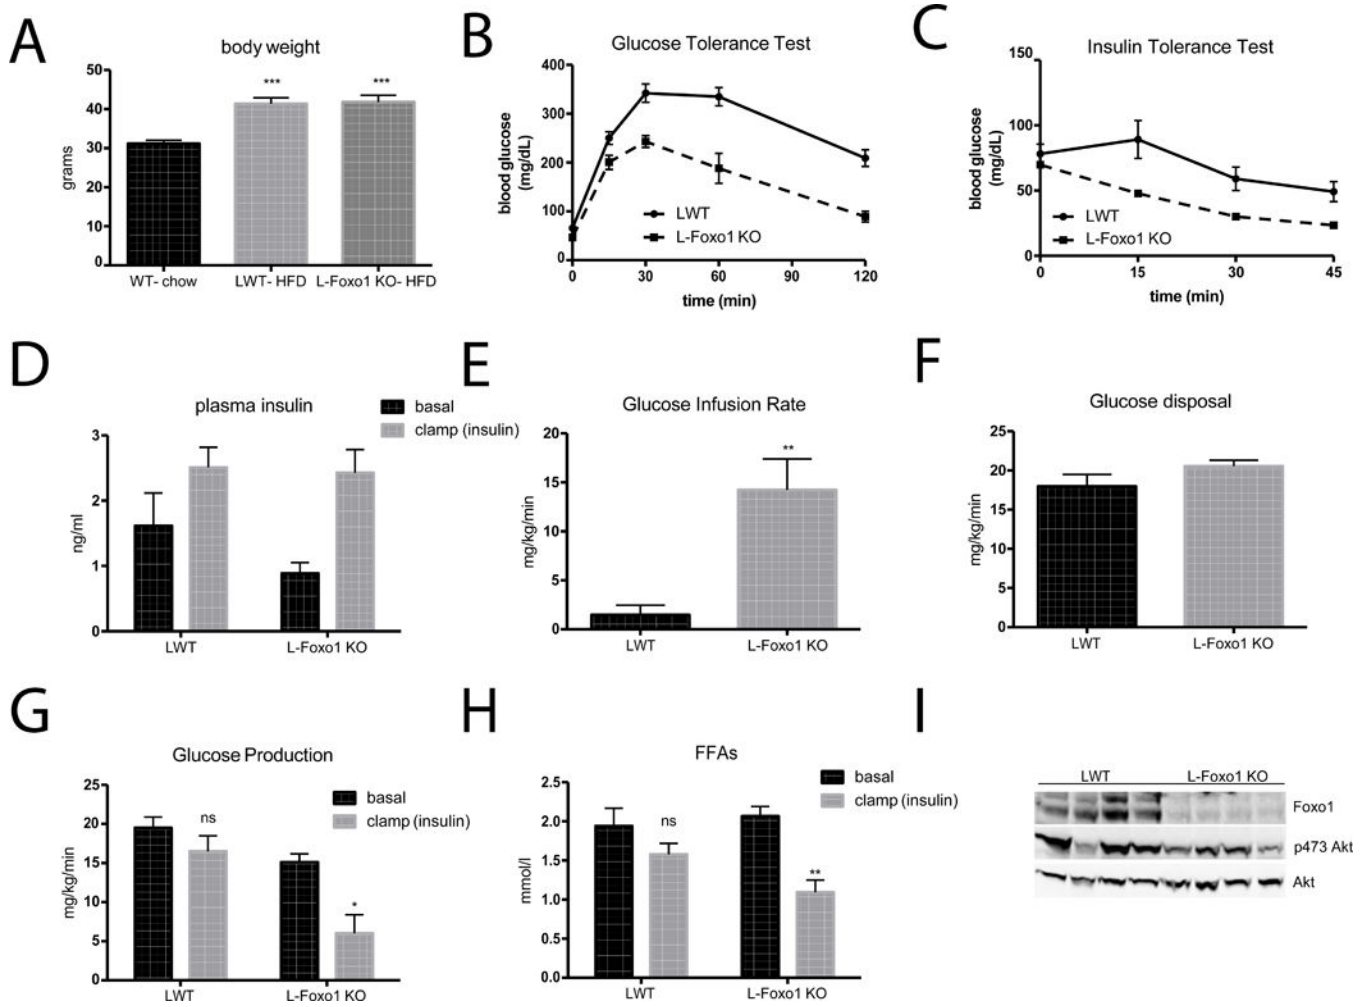 A
body weight
50
40
30
20
10
0
grams
***
***
WT- chow
LWT- HFD
L-Foxo1 KO- HFD
B
Glucose Tolerance Test
400
300
200
100
0
blood glucose
(mg/dL)
LWT
L-Foxo1 KO
0
30
60
90
120
time (min)
C
Insulin Tolerance Test
150
100
50
0
blood glucose
(mg/dL)
LWT
L-Foxo1 KO
0
15
30
45
time (min)
D
plasma insulin
basal
clamp (insulin)
3
2
1
0
ng/ml
LWT
L-Foxo1 KO
E
Glucose Infusion Rate
20
15
10
5
0
mg/kg/min
**
LWT
L-Foxo1 KO
F
Glucose disposal
25
20
15
10
5
0
mg/kg/min
LWT
L-Foxo1 KO
G
Glucose Production
basal
clamp (insulin)
25
20
15
10
5
0
mg/kg/min
ns
*
LWT
L-Foxo1 KO
H
FFAs
basal
clamp (insulin)
2.5
2.0
1.5
1.0
0.5
0.0
mmol/l
ns
**
LWT
L-Foxo1 KO
I
LWT
L-Foxo1 KO
Foxo1
p473 Akt
Akt